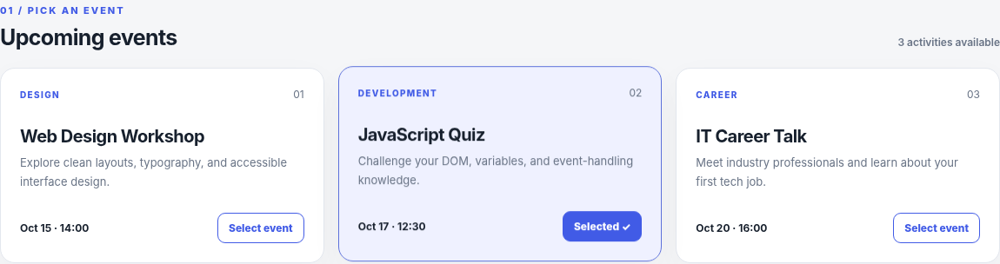 01 / PICK AN EVENT
Upcoming events
3 activities available
DESIGN 01
Web Design Workshop
Explore clean layouts, typography, and accessible
interface design.
Oct 15 · 14:00
Select event
DEVELOPMENT 02
JavaScript Quiz
Challenge your DOM, variables, and event-handling
knowledge.
Oct 17 · 12:30
Selected ✓
CAREER 03
IT Career Talk
Meet industry professionals and learn about your
first tech job.
Oct 20 · 16:00
Select event